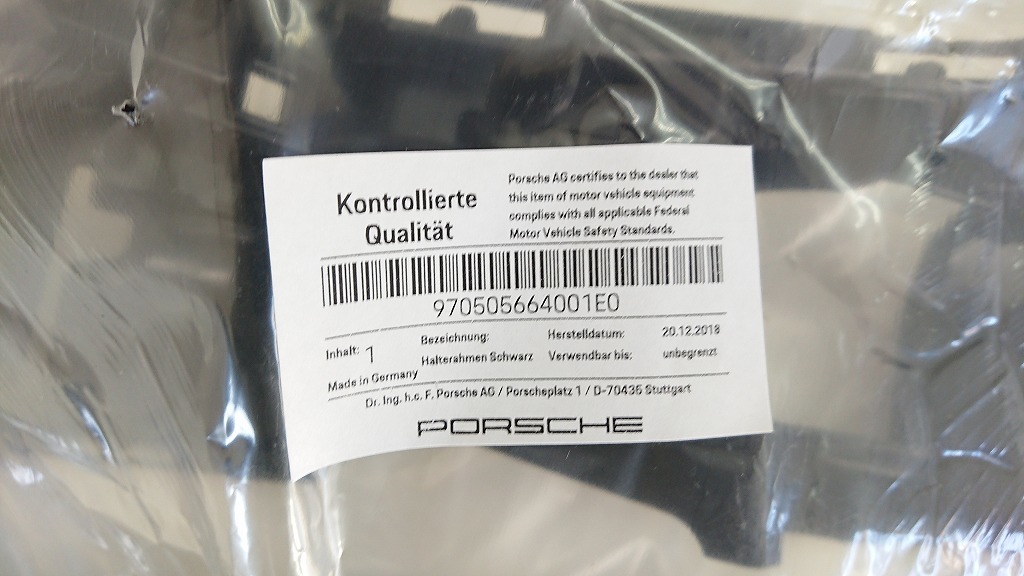 Kontrollierte
Qualität
Porsche AG certifies to the dealer that
this item of motor vehicle equipment
complies with all applicable Federal
Motor Vehicle Safety Standards.
970505664001E0
Inhalt: 1
Bezeichnung:
Halterahmen Schwarz
Herstelldatum: 20.12.2018
Verwendbar bis: unbegrenzt
Made in Germany
Dr. Ing. h.c. F. Porsche AG / Porscheplatz 1 / D-70435 Stuttgart
PORSCHE